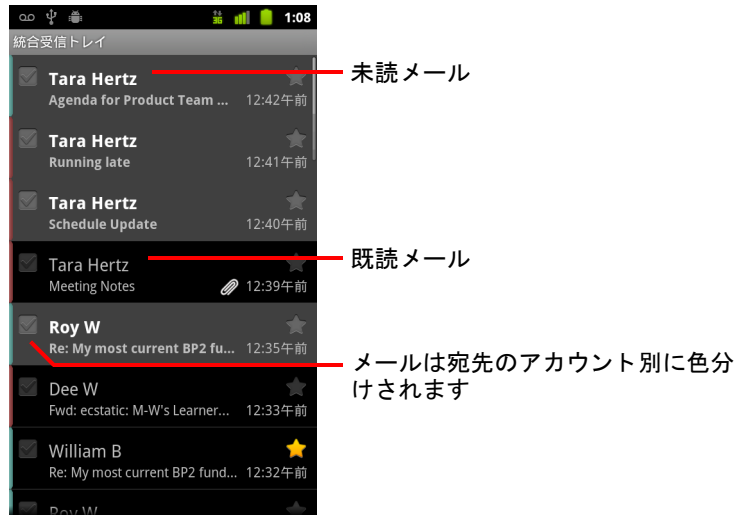 3G 1:08
統合受信トレイ
Tara Hertz
Agenda for Product Team ... 12:42午前
Tara Hertz
Running late 12:41午前
Tara Hertz
Schedule Update 12:40午前
Tara Hertz
Meeting Notes 12:39午前
Roy W
Re: My most current BP2 fu... 12:35午前
Dee W
Fwd: ecstatic: M-W's Learner... 12:33午前
William B
Re: My most current BP2 fund... 12:32午前
Roy W
未読メール
既読メール
メールは宛先のアカウント別に色分
けされます